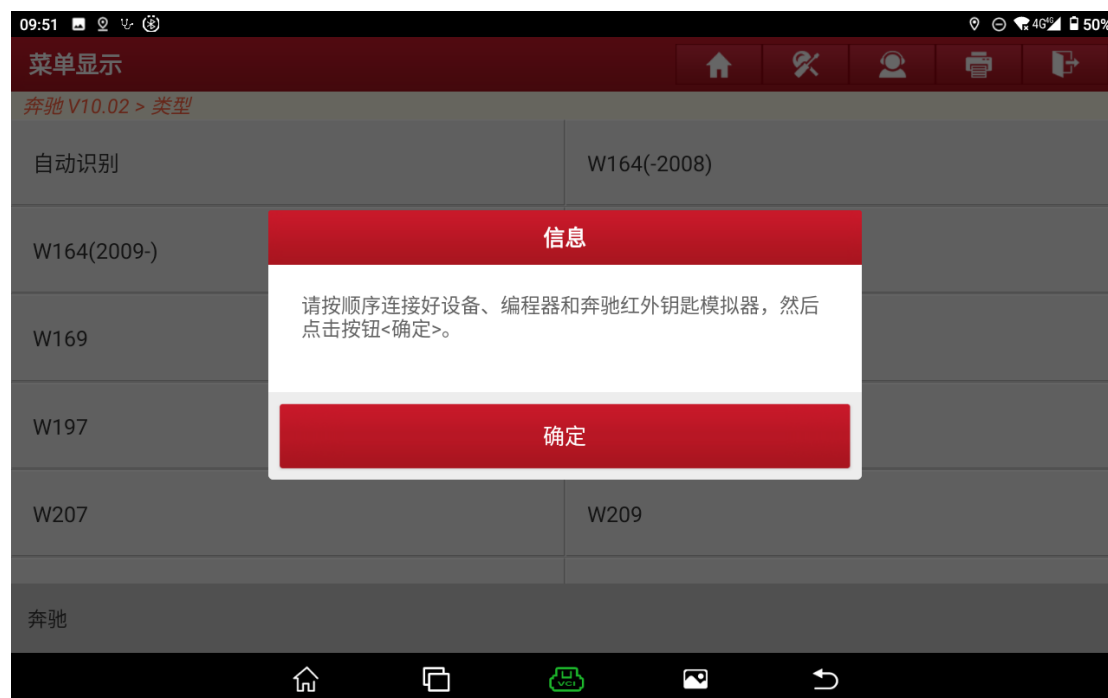 09:51
4G 4G 50%
菜单显示
奔驰 V10.02 > 类型
自动识别
W164(-2008)
W164(2009-)
信息
请按顺序连接好设备、编程器和奔驰红外钥匙模拟器，然后
点击按钮<确定>。
W169
W197
确定
W207
W209
奔驰
VCI